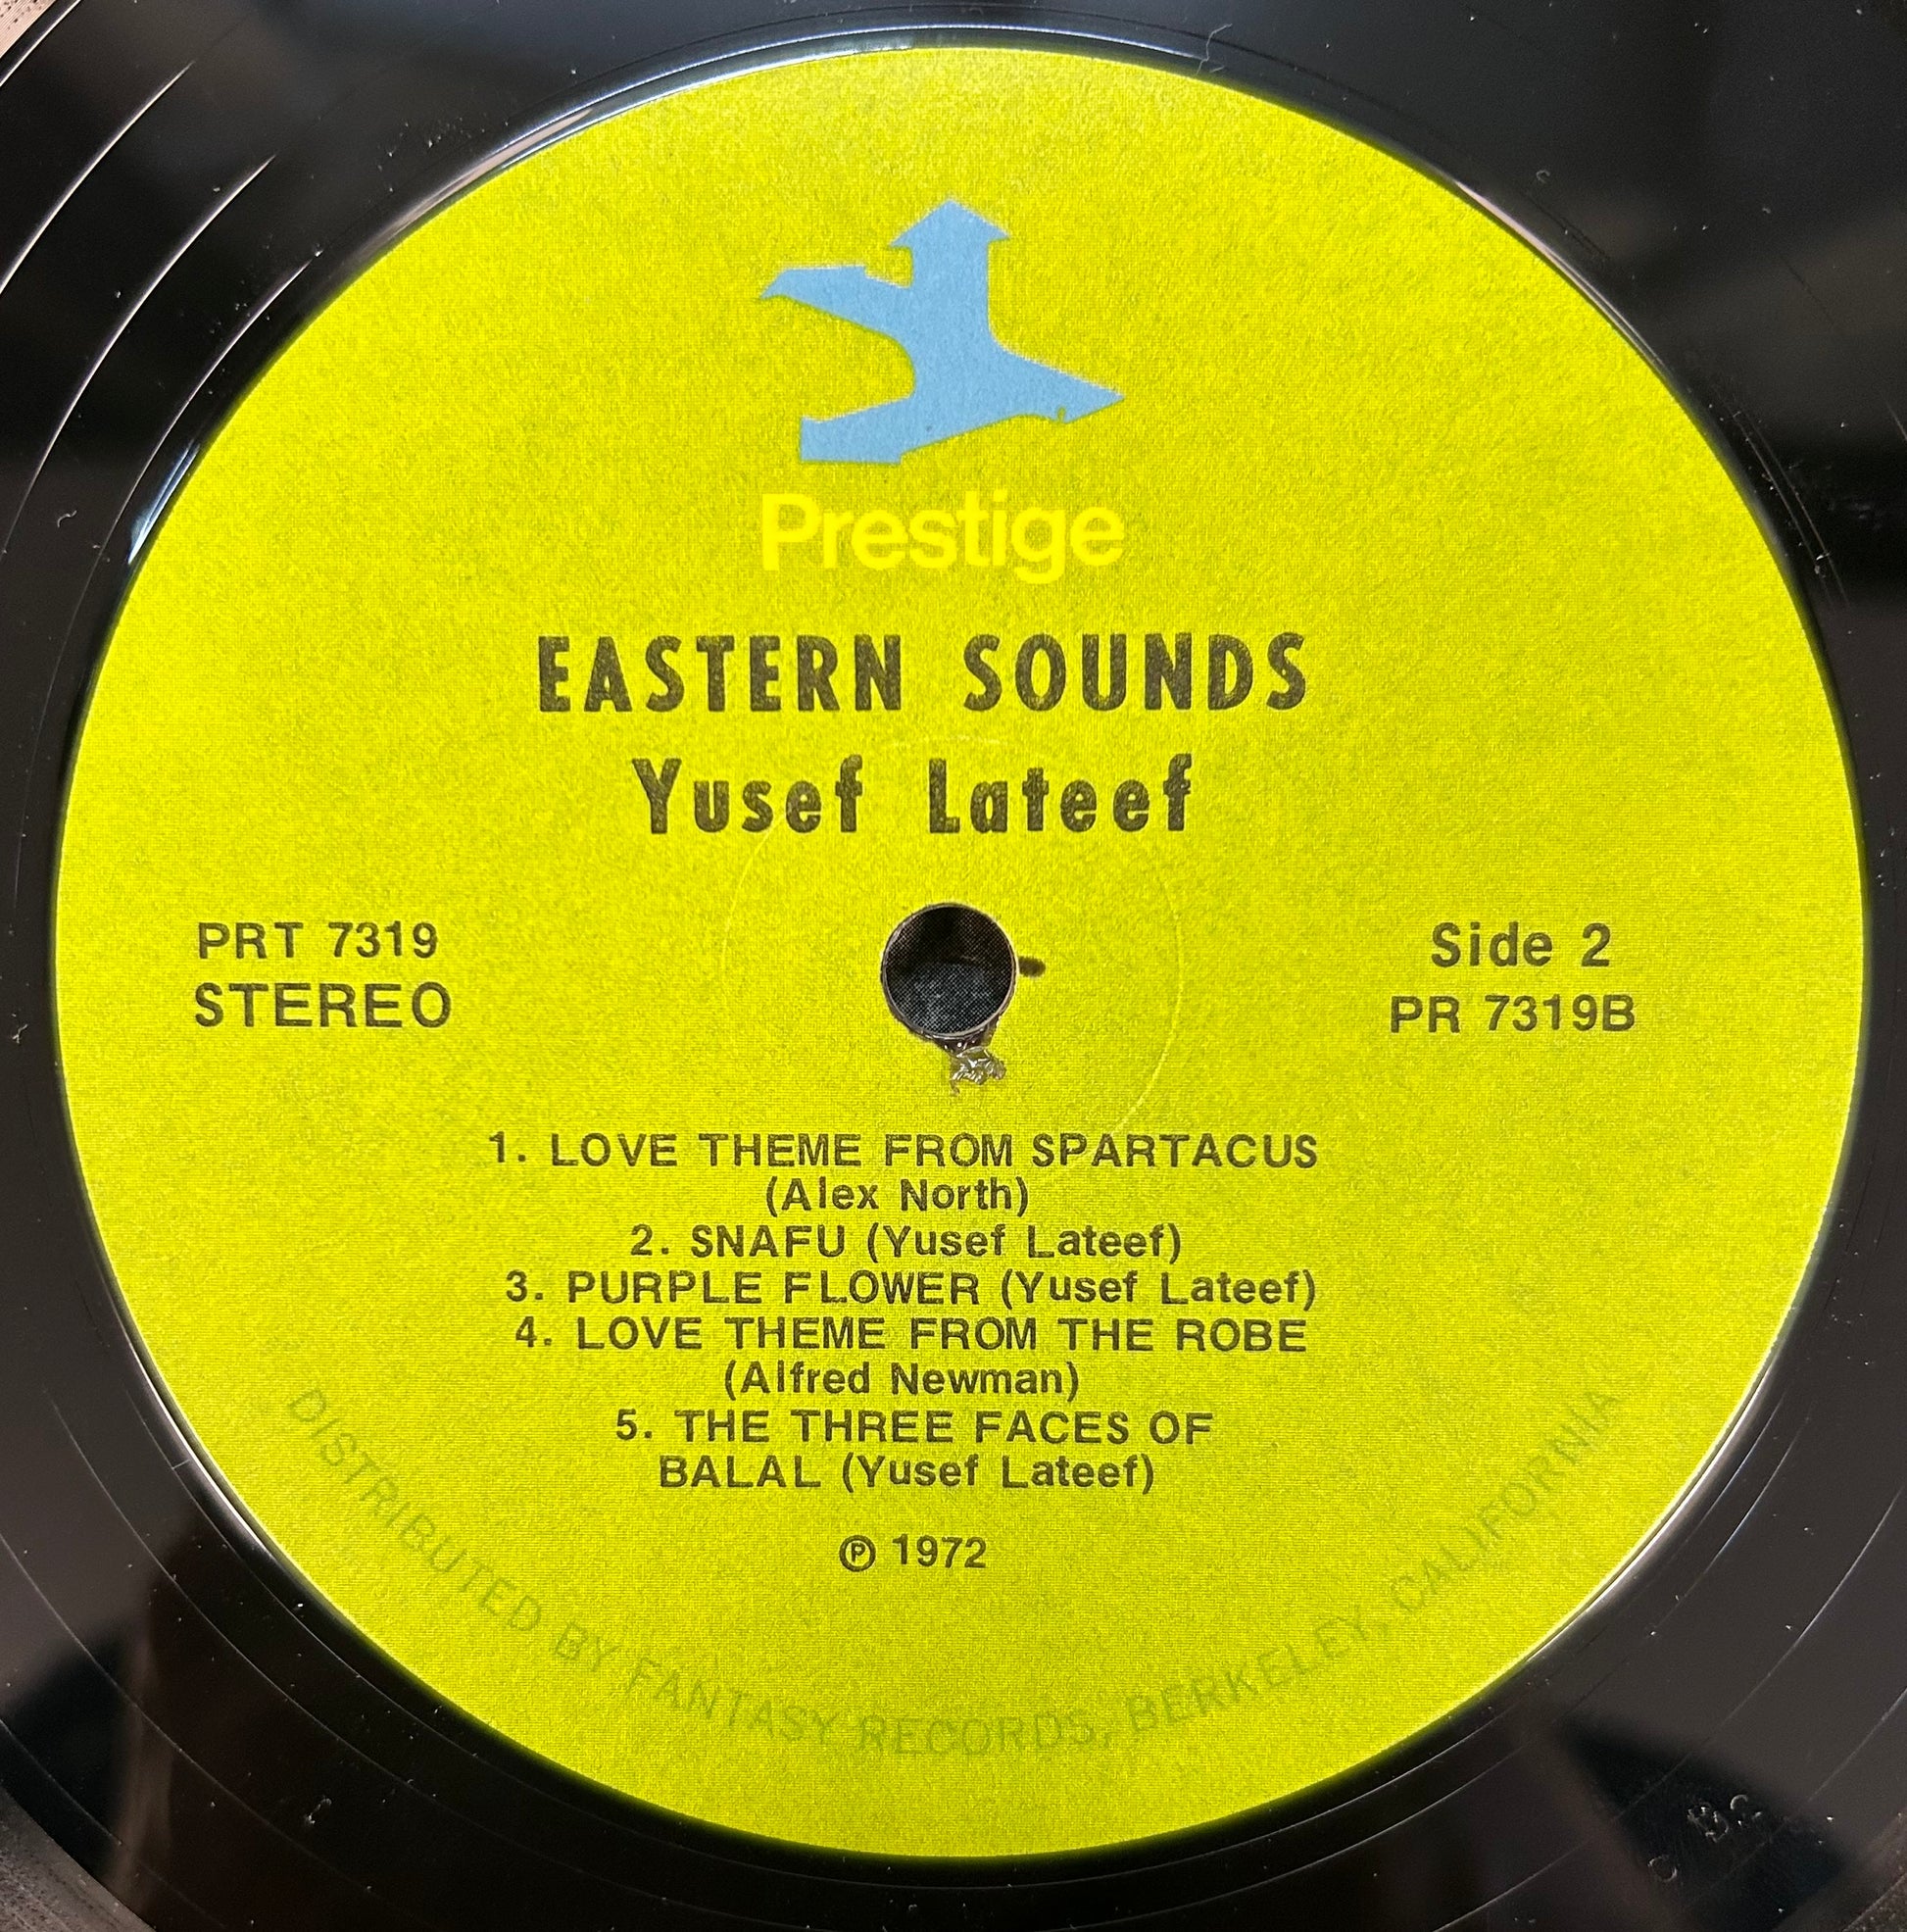 Prestige
EASTERN SOUNDS
Yusef Lateef
PRT 7319
STEREO
Side 2
PR 7319B
1. LOVE THEME FROM SPARTACUS
(Alex North)
2. SNAFU (Yusef Lateef)
3. PURPLE FLOWER (Yusef Lateef)
4. LOVE THEME FROM THE ROBE
(Alfred Newman)
5. THE THREE FACES OF
BALAL (Yusef Lateef)
℗ 1972
DISTRIBUTED BY FANTASY RECORDS, BERKELEY, CALIFORNIA